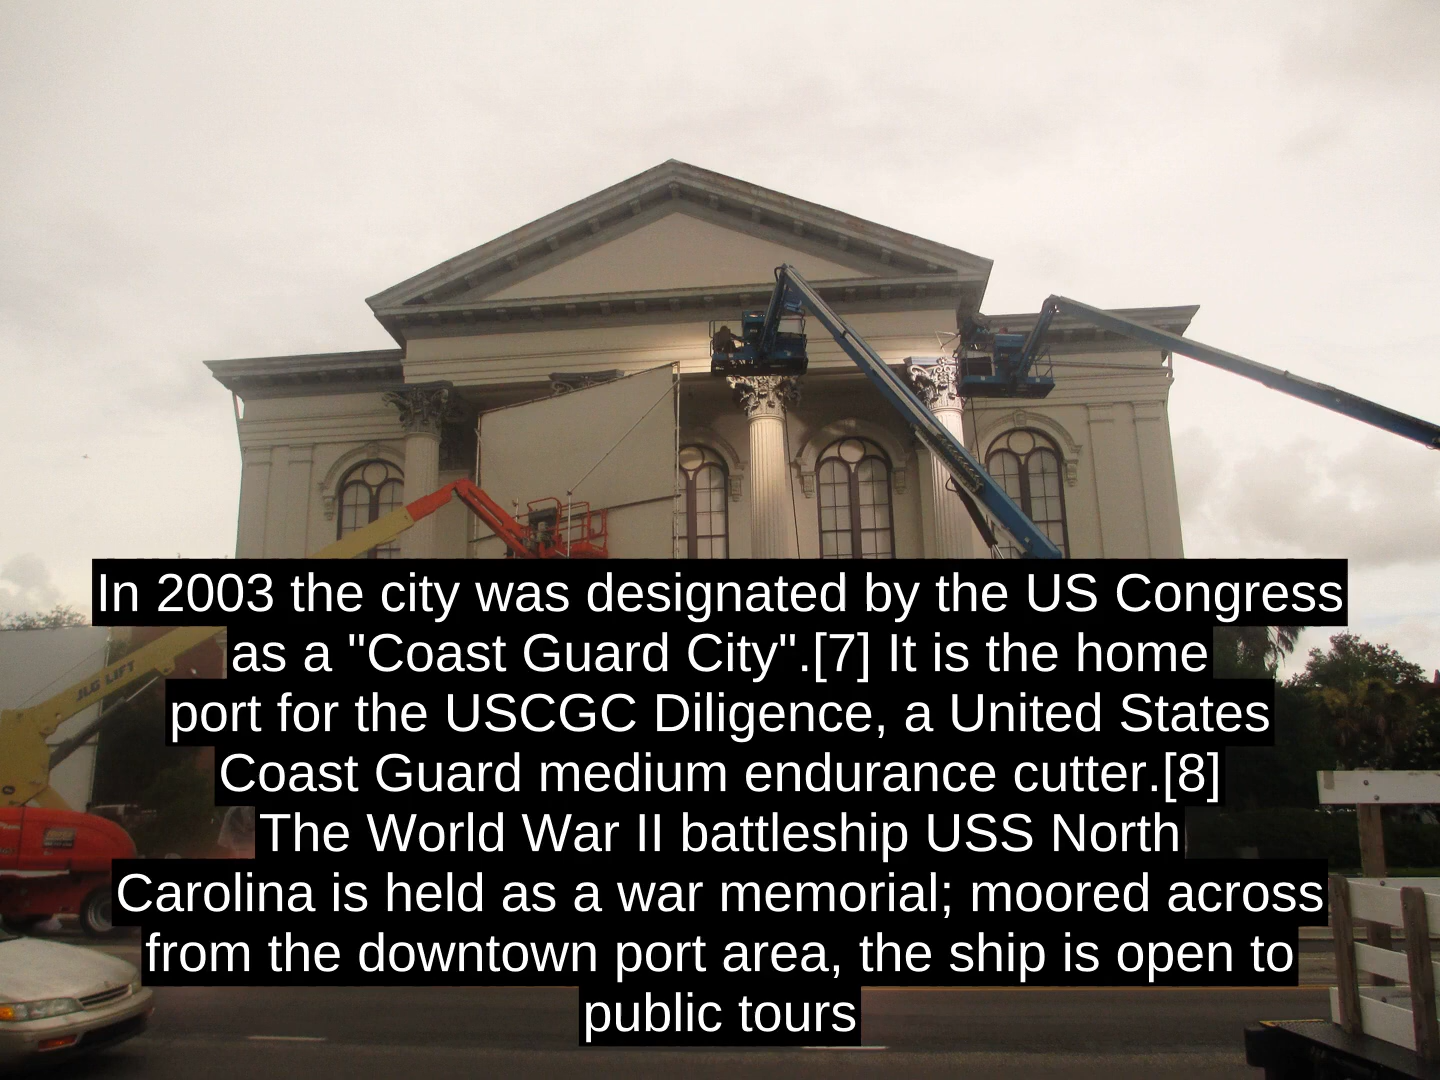 In 2003 the city was designated by the US Congress
as a "Coast Guard City".[7] It is the home
port for the USCGC Diligence, a United States
Coast Guard medium endurance cutter.[8]
The World War II battleship USS North
Carolina is held as a war memorial; moored across
from the downtown port area, the ship is open to
public tours
JLG LIFT